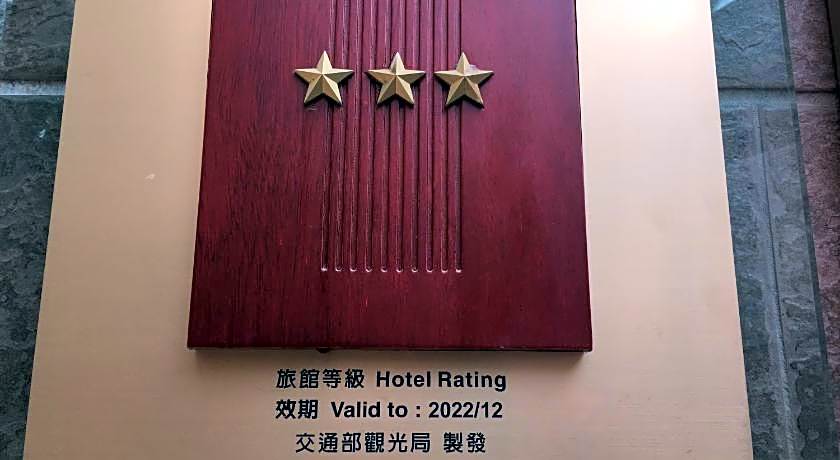 旅館等級 Hotel Rating
效期 Valid to : 2022/12
交通部觀光局 製發